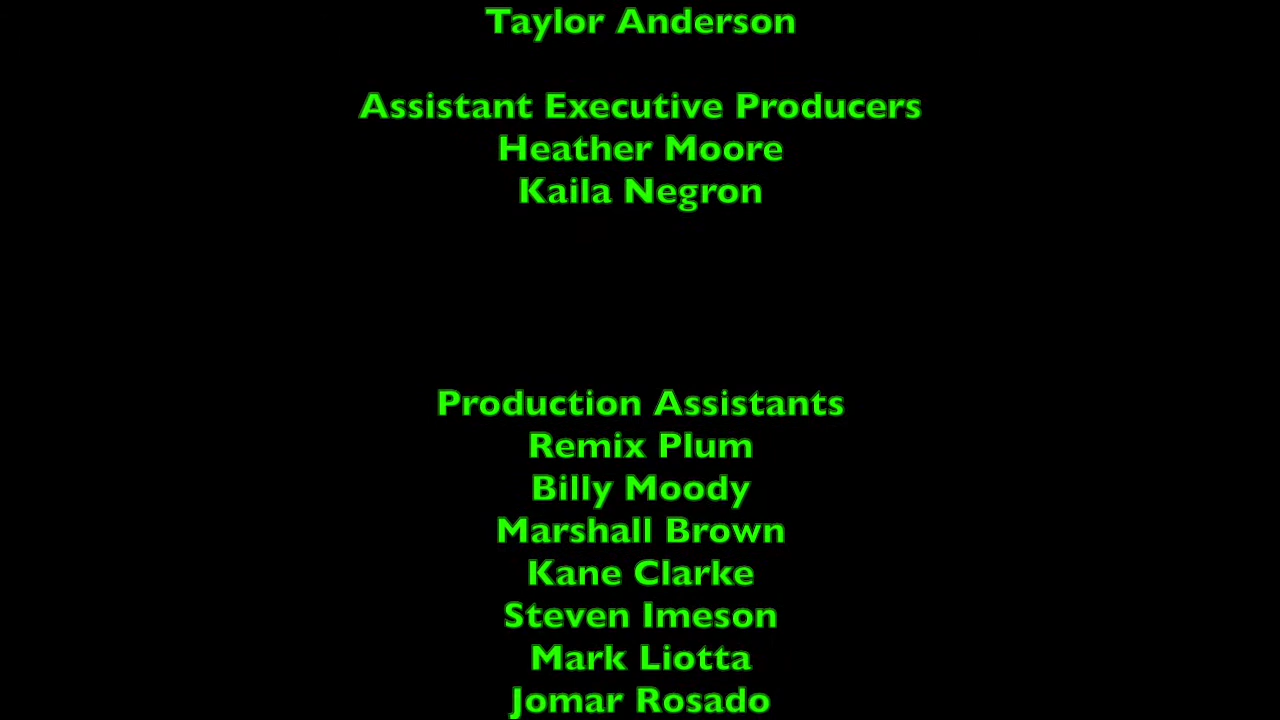 Taylor Anderson
Assistant Executive Producers
Heather Moore
Kaila Negron
Production Assistants
Remix Plum
Billy Moody
Marshall Brown
Kane Clarke
Steven Imeson
Mark Liotta
Jomar Rosado